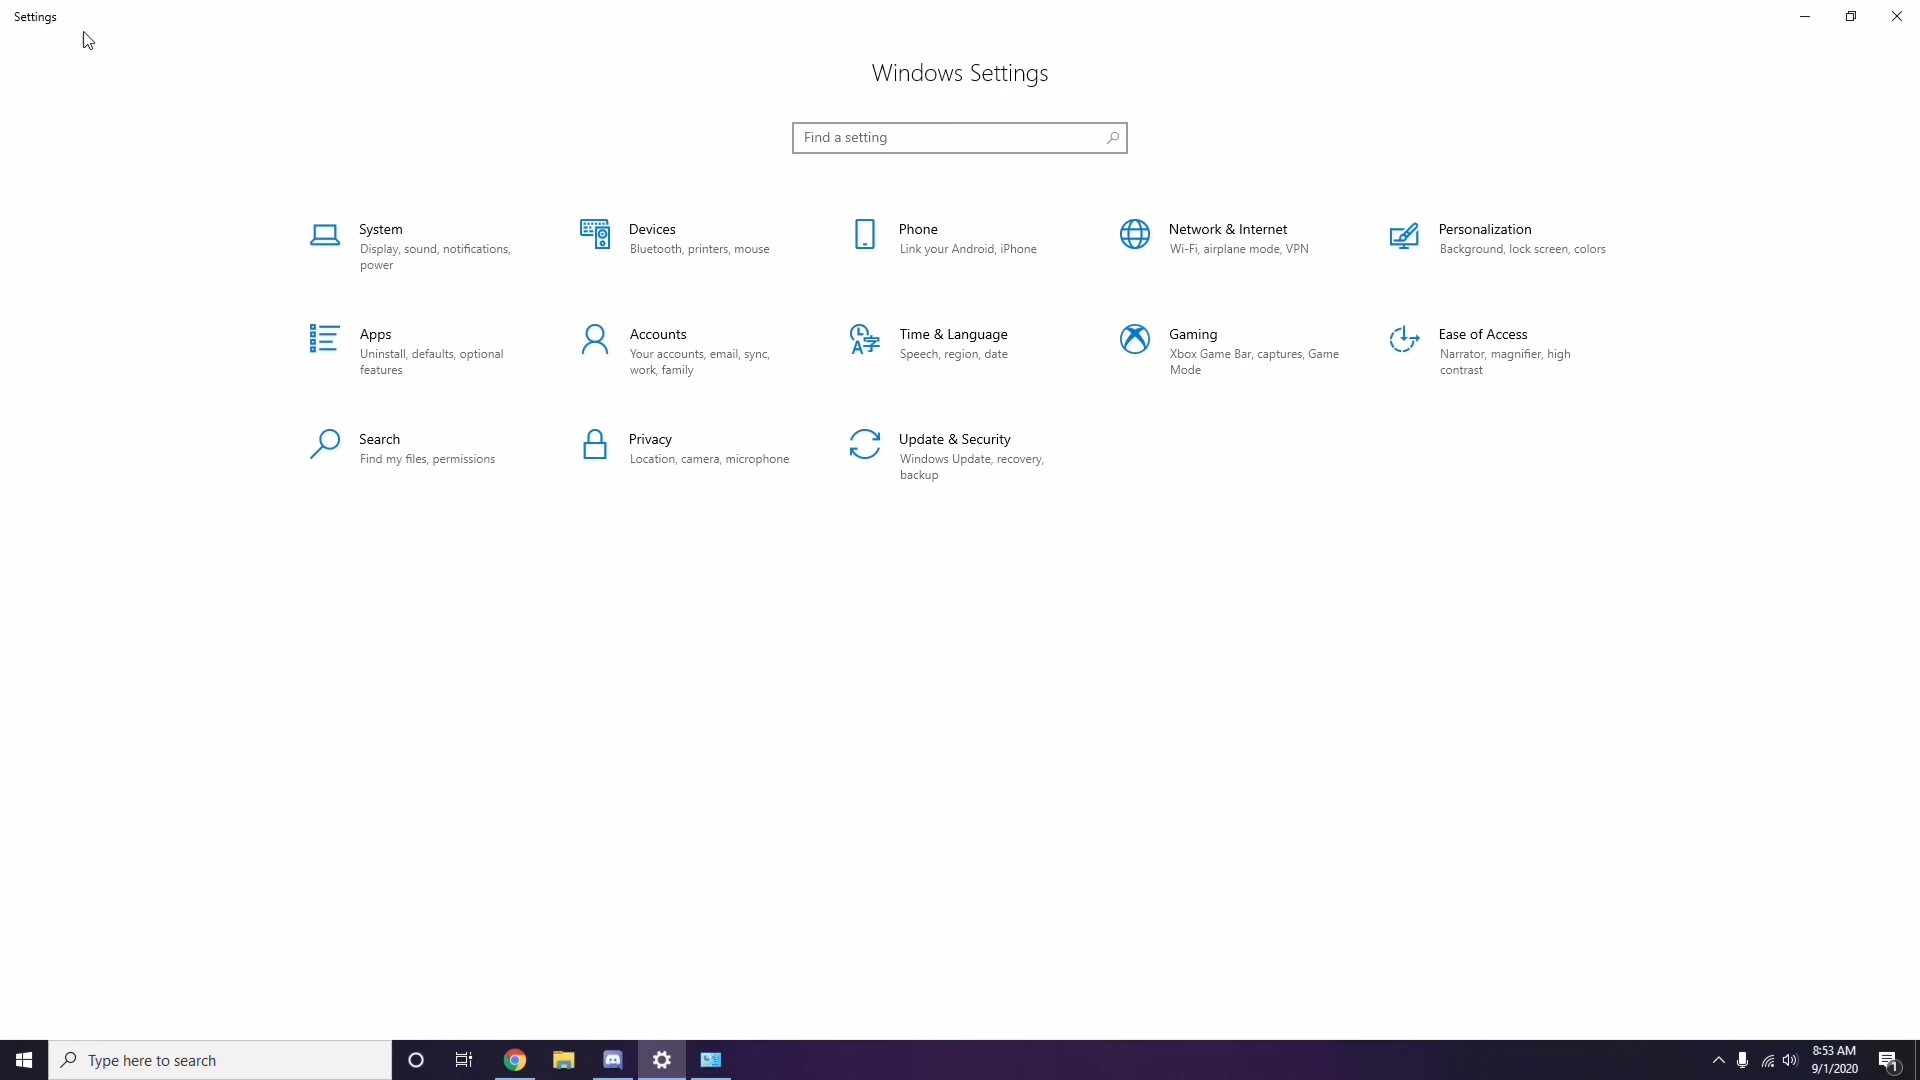 Settings
Windows Settings
Find a setting
System
Display, sound, notifications,
power
Devices
Bluetooth, printers, mouse
Phone
Link your Android, iPhone
Network & Internet
Wi-Fi, airplane mode, VPN
Personalization
Background, lock screen, colors
Apps
Uninstall, defaults, optional
features
Accounts
Your accounts, email, sync,
work, family
Time & Language
Speech, region, date
Gaming
Xbox Game Bar, captures, Game
Mode
Ease of Access
Narrator, magnifier, high
contrast
Search
Find my files, permissions
Privacy
Location, camera, microphone
Update & Security
Windows Update, recovery,
backup
Type here to search
8:53 AM
9/1/2020
1